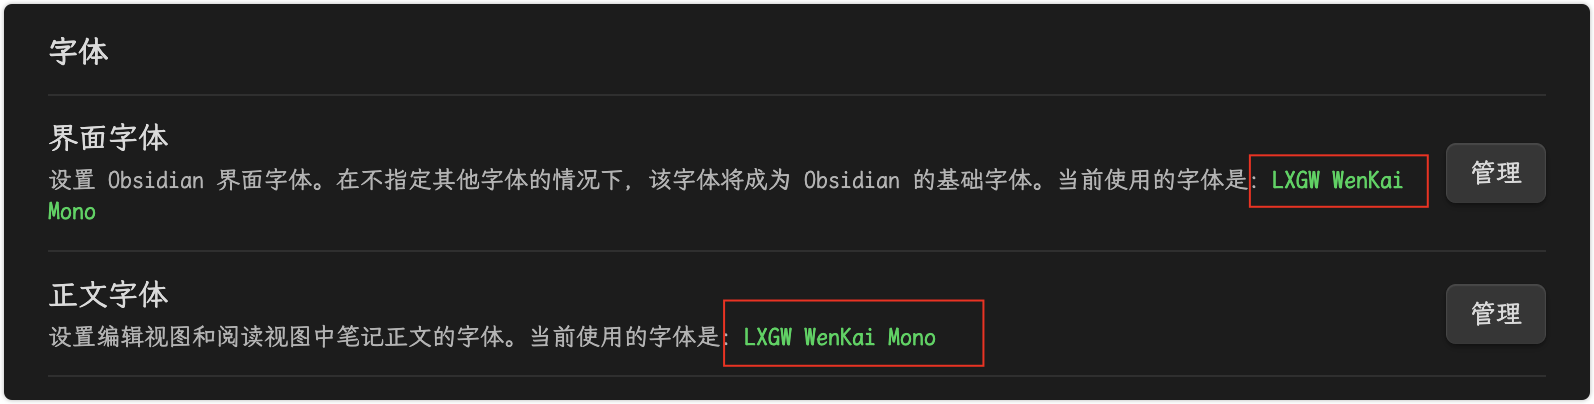 字体
界面字体
设置 Obsidian 界面字体。在不指定其他字体的情况下，该字体将成为 Obsidian 的基础字体。当前使用的字体是：LXGW WenKai
Mono
管理
正文字体
设置编辑视图和阅读视图中笔记正文的字体。当前使用的字体是：LXGW WenKai Mono
管理